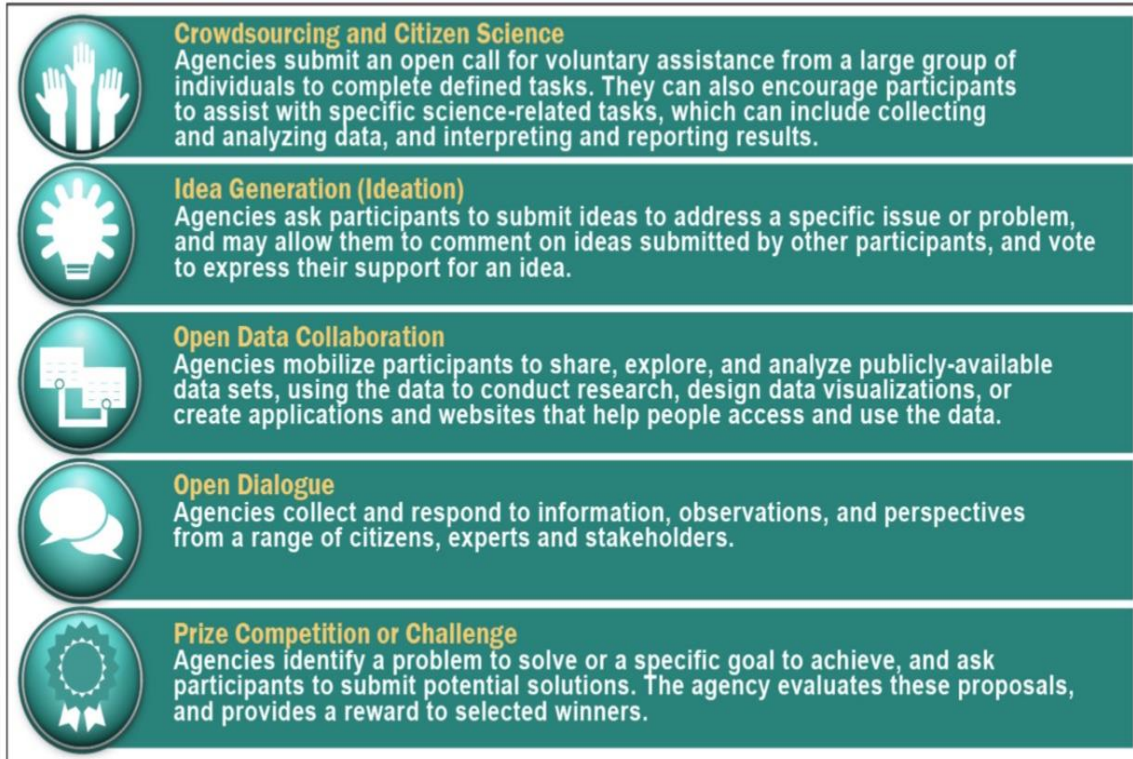 Crowdsourcing and Citizen Science
Agencies submit an open call for voluntary assistance from a large group of
individuals to complete defined tasks. They can also encourage participants
to assist with specific science-related tasks, which can include collecting
and analyzing data, and interpreting and reporting results.
Idea Generation (Ideation)
Agencies ask participants to submit ideas to address a specific issue or problem,
and may allow them to comment on ideas submitted by other participants, and vote
to express their support for an idea.
Open Data Collaboration
Agencies mobilize participants to share, explore, and analyze publicly-available
data sets, using the data to conduct research, design data visualizations, or
create applications and websites that help people access and use the data.
Open Dialogue
Agencies collect and respond to information, observations, and perspectives
from a range of citizens, experts and stakeholders.
Prize Competition or Challenge
Agencies identify a problem to solve or a specific goal to achieve, and ask
participants to submit potential solutions. The agency evaluates these proposals,
and provides a reward to selected winners.